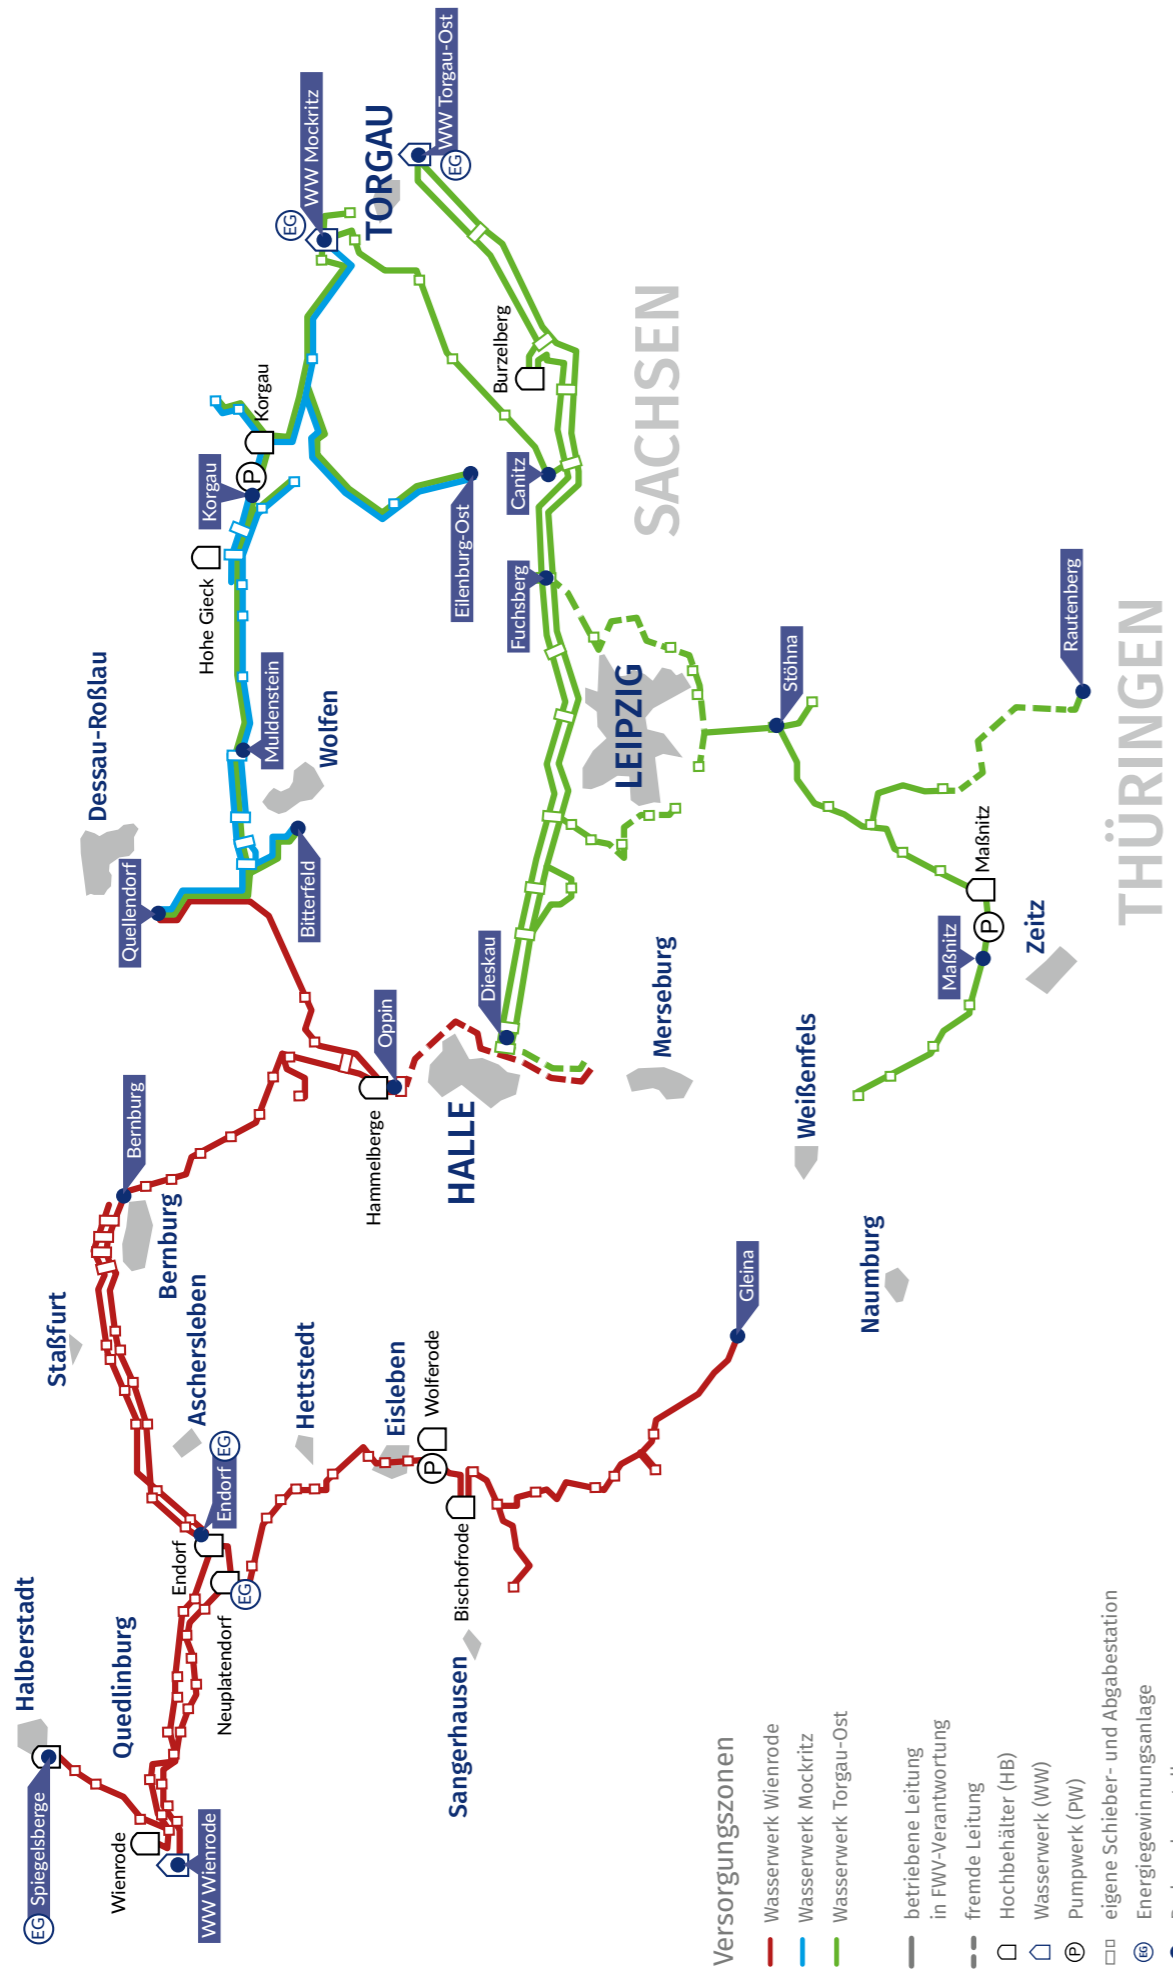 Halberstadt
EG Spiegelsberge
Staßfurt
Dessau-Roßlau
Quedlinburg
Wienrode
WW Wienrode
Endorf
Neuplatendorf
EG
Endorf EG
Aschersleben
Bernburg
Bernburg
Quellendorf
Hohe Gieck
Korgau
Korgau
P
Muldenstein
Wolfen
Bitterfeld
EG
WW Mockritz
Hettstedt
Eisleben
Hammelberge
Oppin
TORGAU
WW Torgau-Ost
EG
Wolferode
P
Bischofrode
Sangerhausen
HALLE
Dieskau
Eilenburg-Ost
Burzelberg
Canitz
Fuchsberg
LEIPZIG
SACHSEN
Merseburg
Gleina
Stöhna
Weißenfels
Naumburg
Maßnitz
P
Maßnitz
Zeitz
Rautenberg
THÜRINGEN
Versorgungszonen
Wasserwerk Wienrode
Wasserwerk Mockritz
Wasserwerk Torgau-Ost
betriebene Leitung
in FWV-Verantwortung
fremde Leitung
Hochbehälter (HB)
Wasserwerk (WW)
P Pumpwerk (PW)
eigene Schieber- und Abgabestation
EG Energiegewinnungsanlage